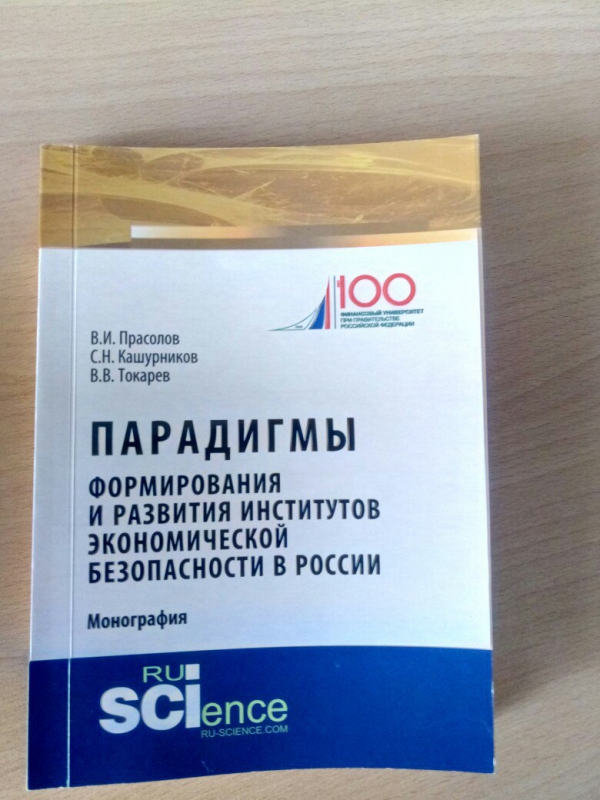 100
ФИНАНСОВЫЙ УНИВЕРСИТЕТ
ПРИ ПРАВИТЕЛЬСТВЕ
РОССИЙСКОЙ ФЕДЕРАЦИИ
В.И. Прасолов
С.Н. Кашурников
В.В. Токарев
ПАРАДИГМЫ
ФОРМИРОВАНИЯ
И РАЗВИТИЯ ИНСТИТУТОВ
ЭКОНОМИЧЕСКОЙ
БЕЗОПАСНОСТИ В РОССИИ
Монография
RU
SCience
RU-SCIENCE.COM